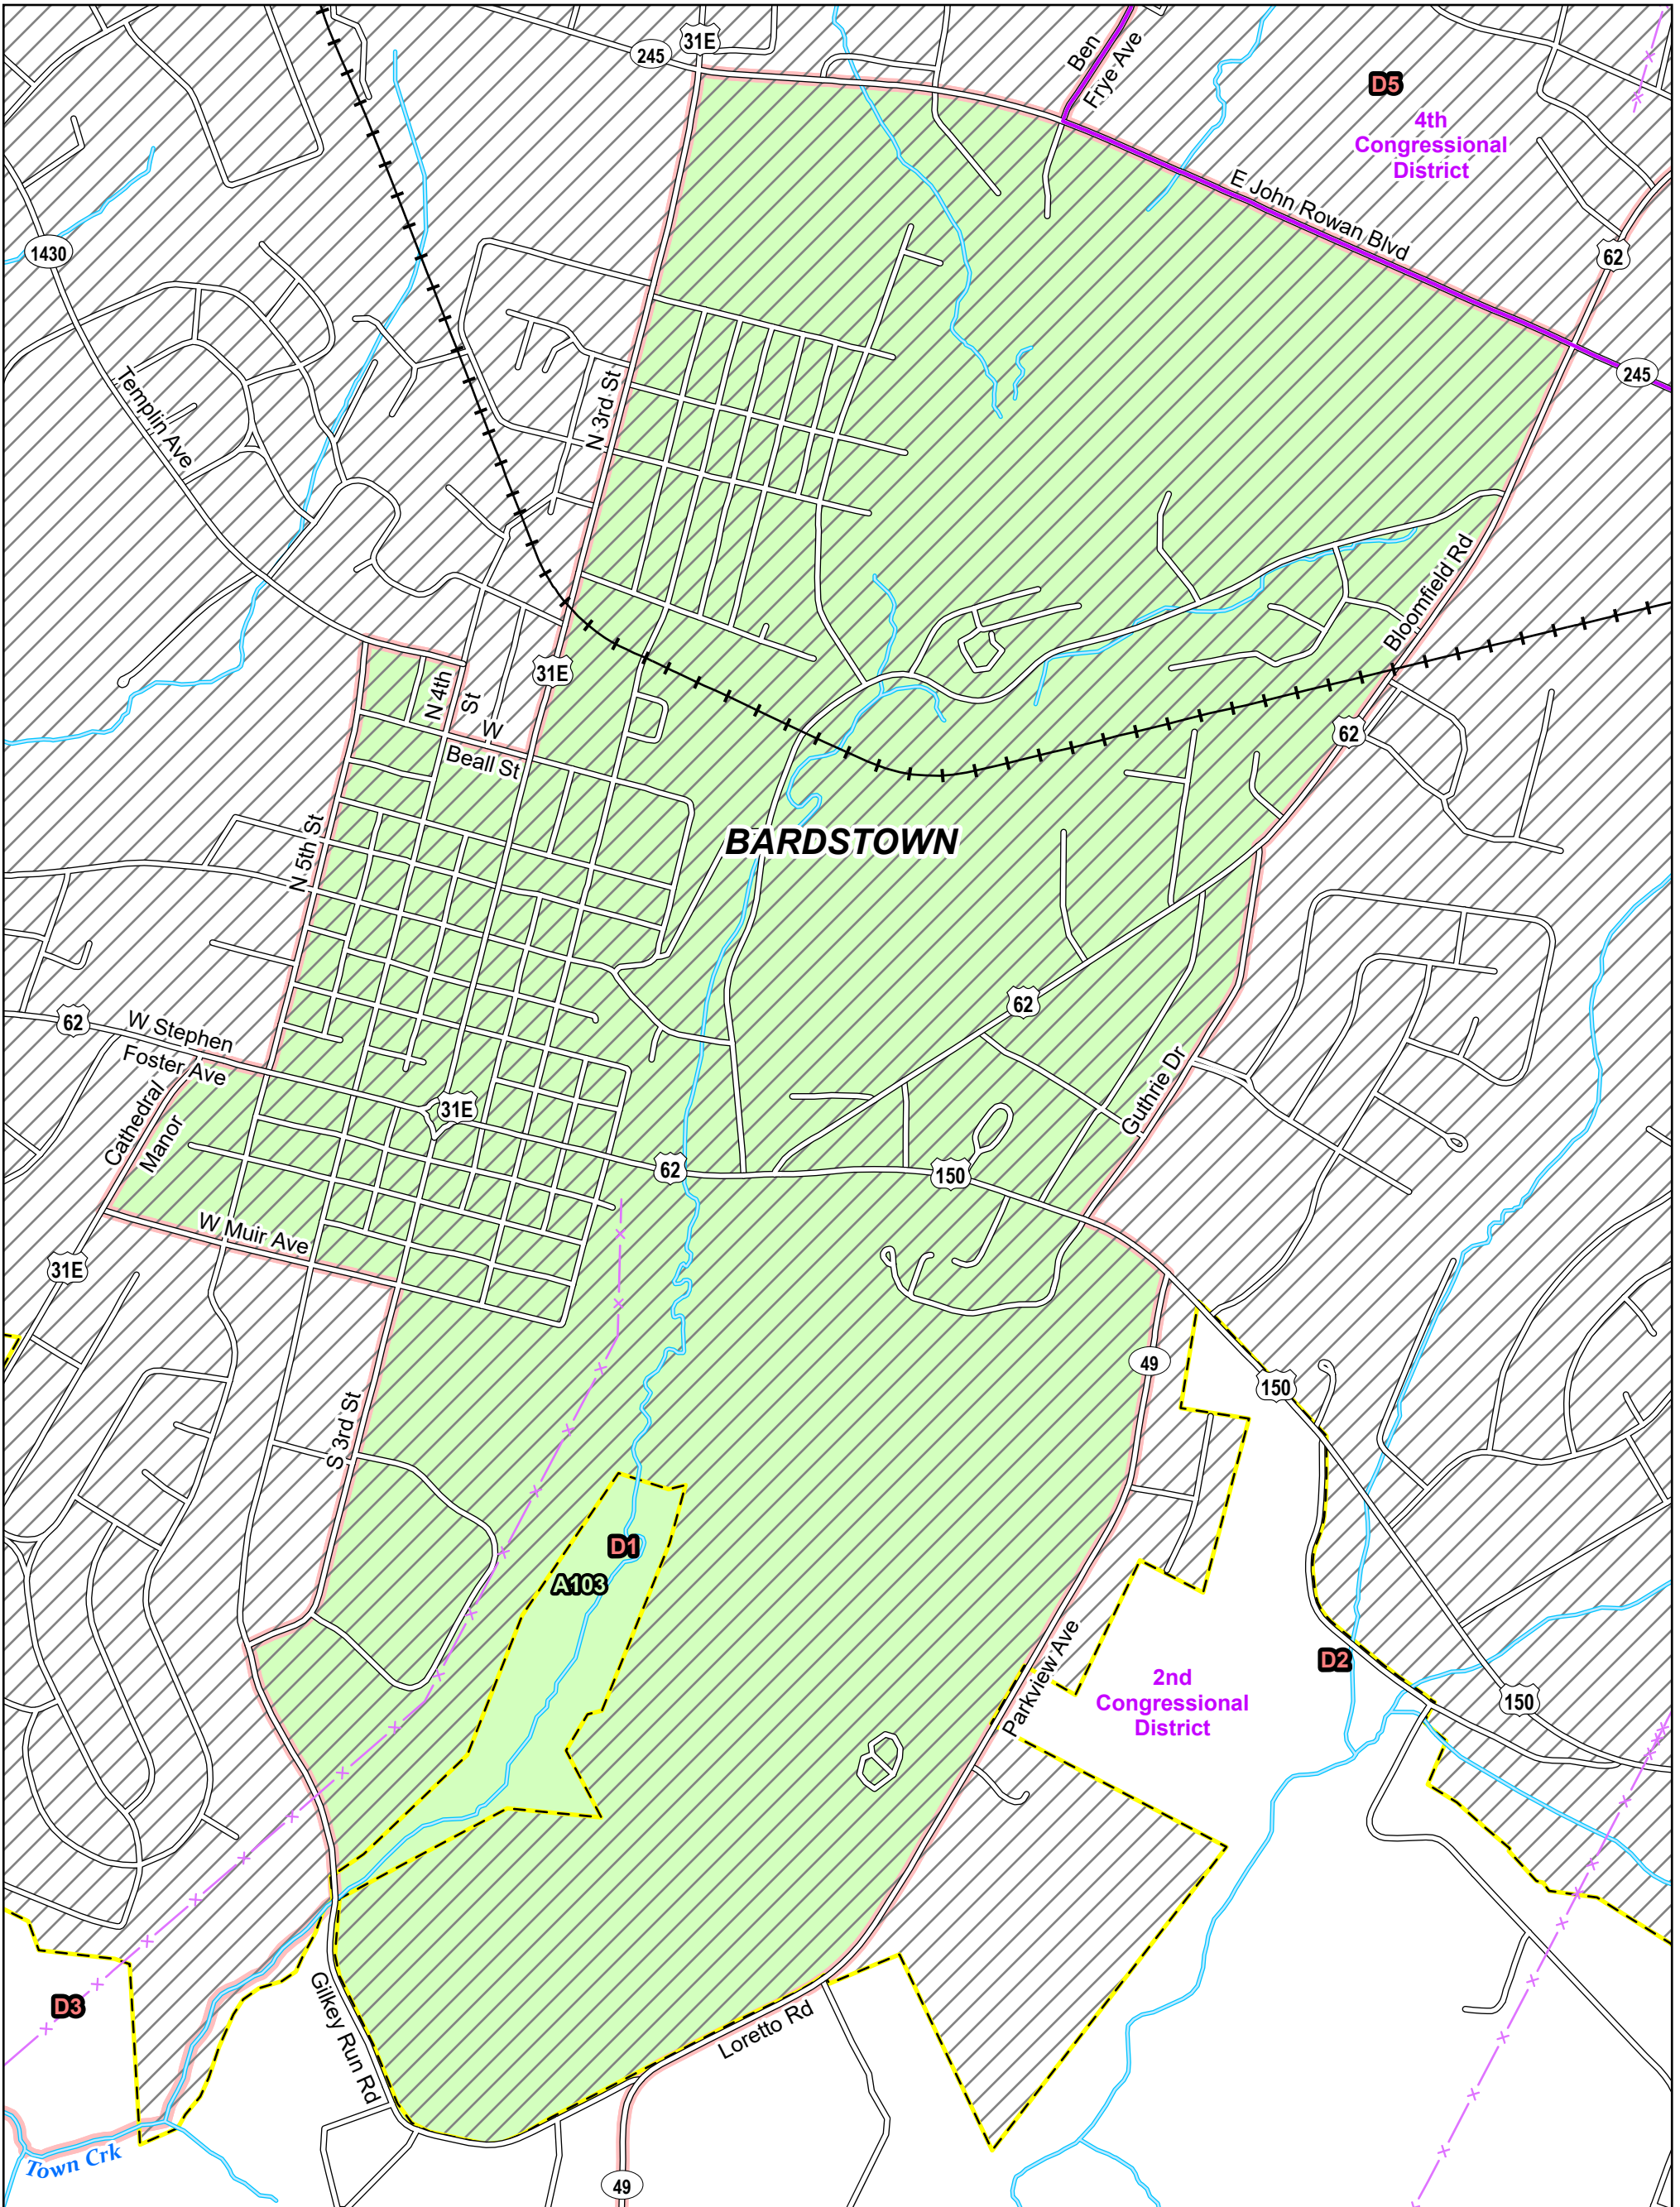 245
31E
Ben
Frye Ave
D5
4th
Congressional
District
E John Rowan Blvd
62
1430
245
Templin Ave
N 3rd St
Bloomfield Rd
31E
N 4th
St
W
Beall St
62
N 5th St
BARDSTOWN
62
62
W Stephen
Foster Ave
Cathedral
Manor
31E
Guthrie Dr
62
150
W Muir Ave
31E
49
150
S 3rd St
D1
A103
Parkview Ave
D2
2nd
Congressional
District
150
D3
Gilkey Run Rd
Loretto Rd
Town Crk
49